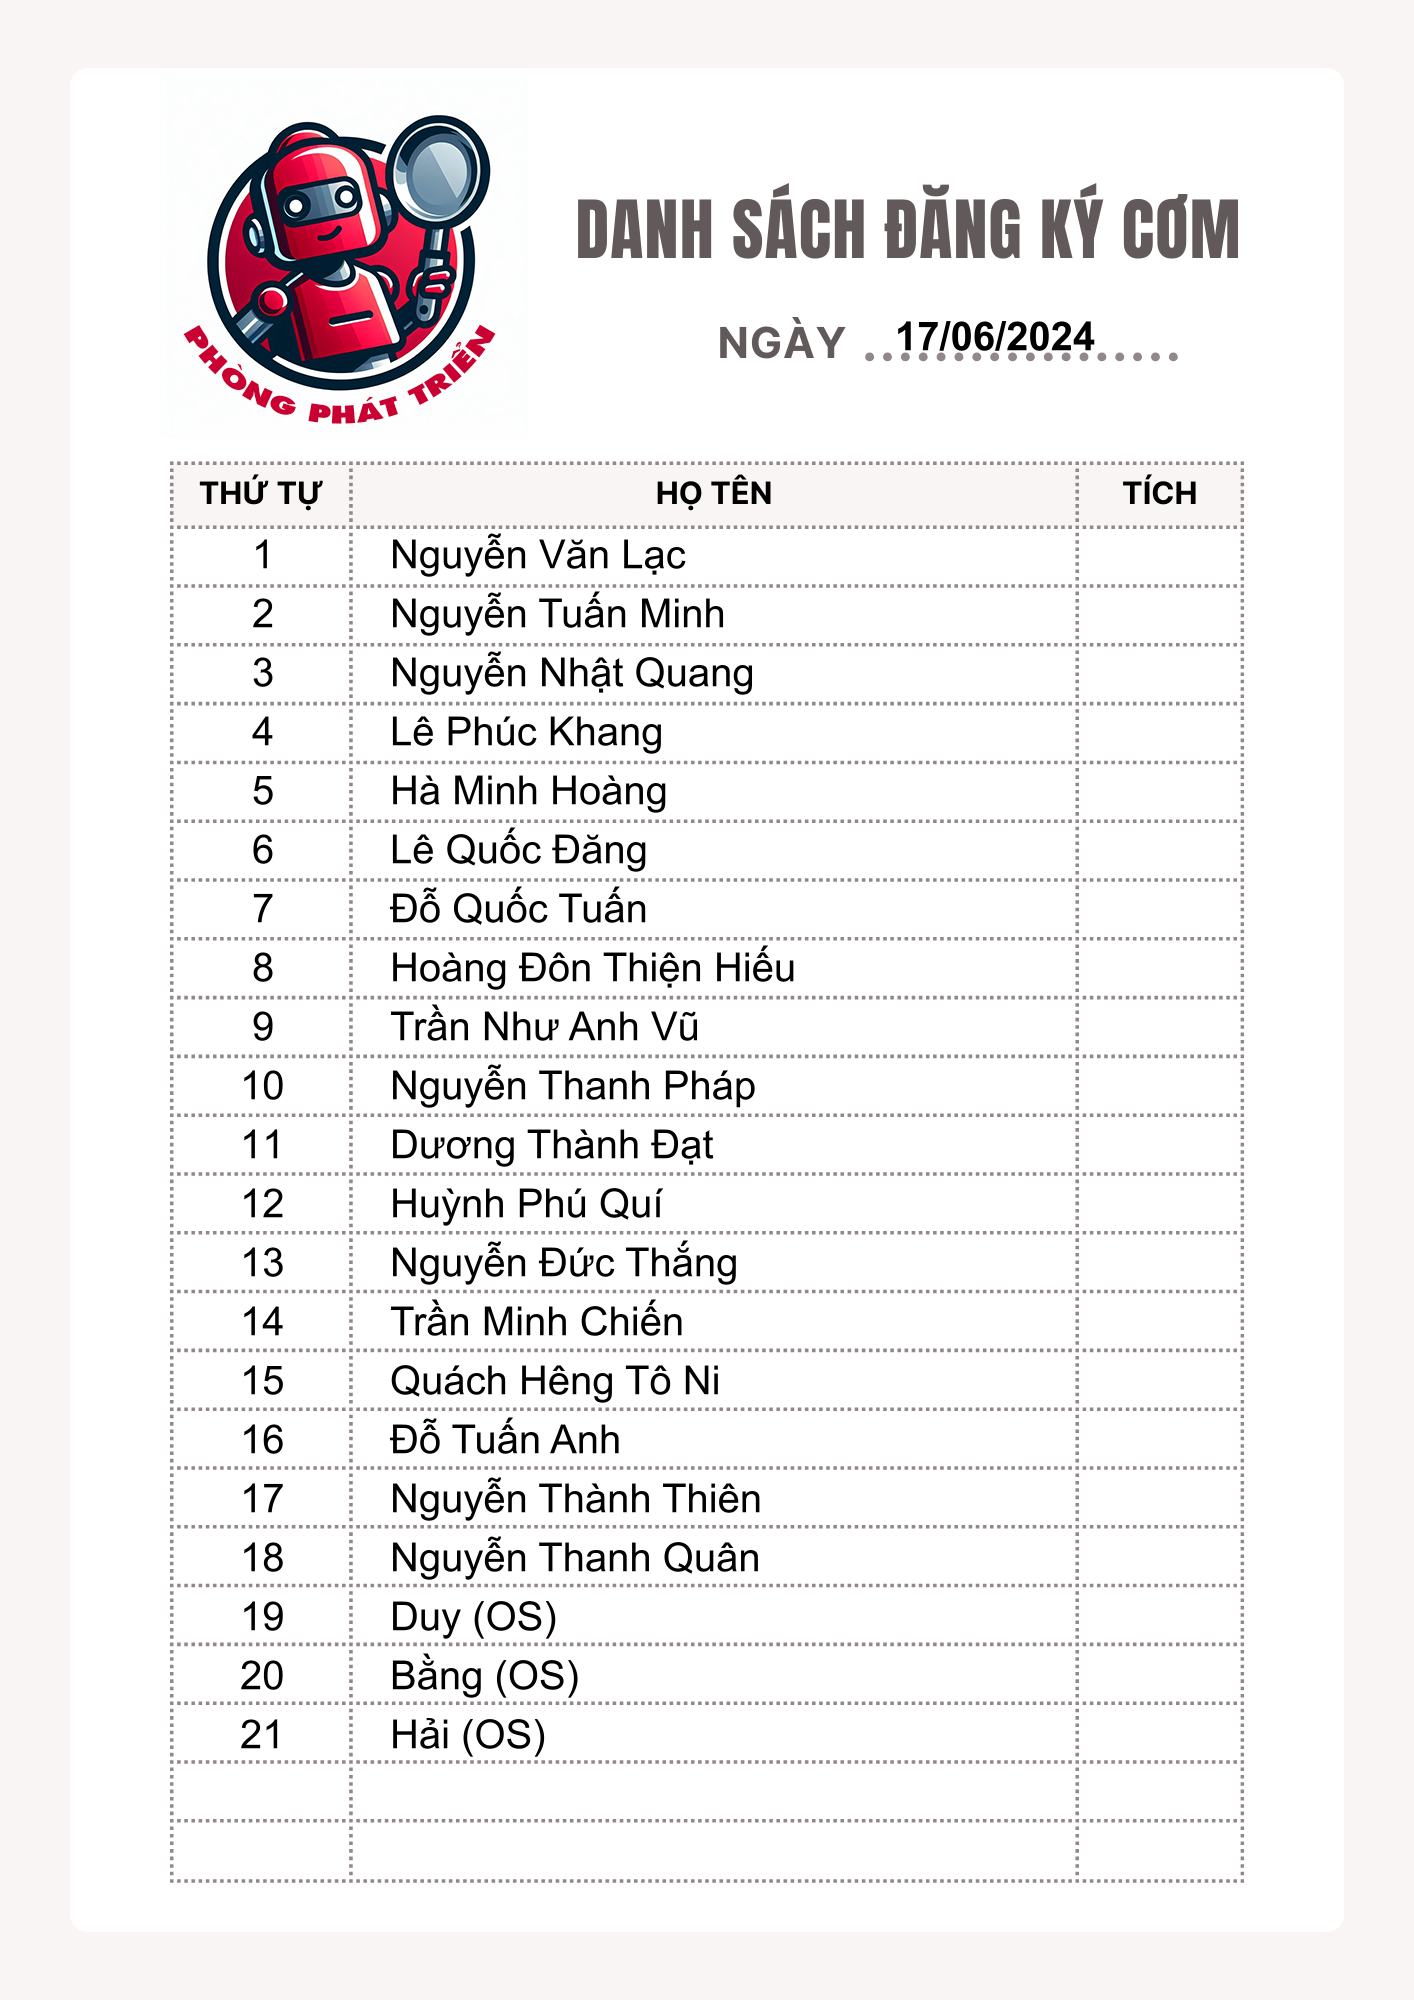 PHÒNG PHÁT TRIỂN
DANH SÁCH ĐĂNG KÝ CƠM
NGÀY 17/06/2024
THỨ TỰ HỌ TÊN TÍCH
1 Nguyễn Văn Lạc
2 Nguyễn Tuấn Minh
3 Nguyễn Nhật Quang
4 Lê Phúc Khang
5 Hà Minh Hoàng
6 Lê Quốc Đăng
7 Đỗ Quốc Tuấn
8 Hoàng Đôn Thiện Hiếu
9 Trần Như Anh Vũ
10 Nguyễn Thanh Pháp
11 Dương Thành Đạt
12 Huỳnh Phú Quí
13 Nguyễn Đức Thắng
14 Trần Minh Chiến
15 Quách Hêng Tô Ni
16 Đỗ Tuấn Anh
17 Nguyễn Thành Thiên
18 Nguyễn Thanh Quân
19 Duy (OS)
20 Bằng (OS)
21 Hải (OS)